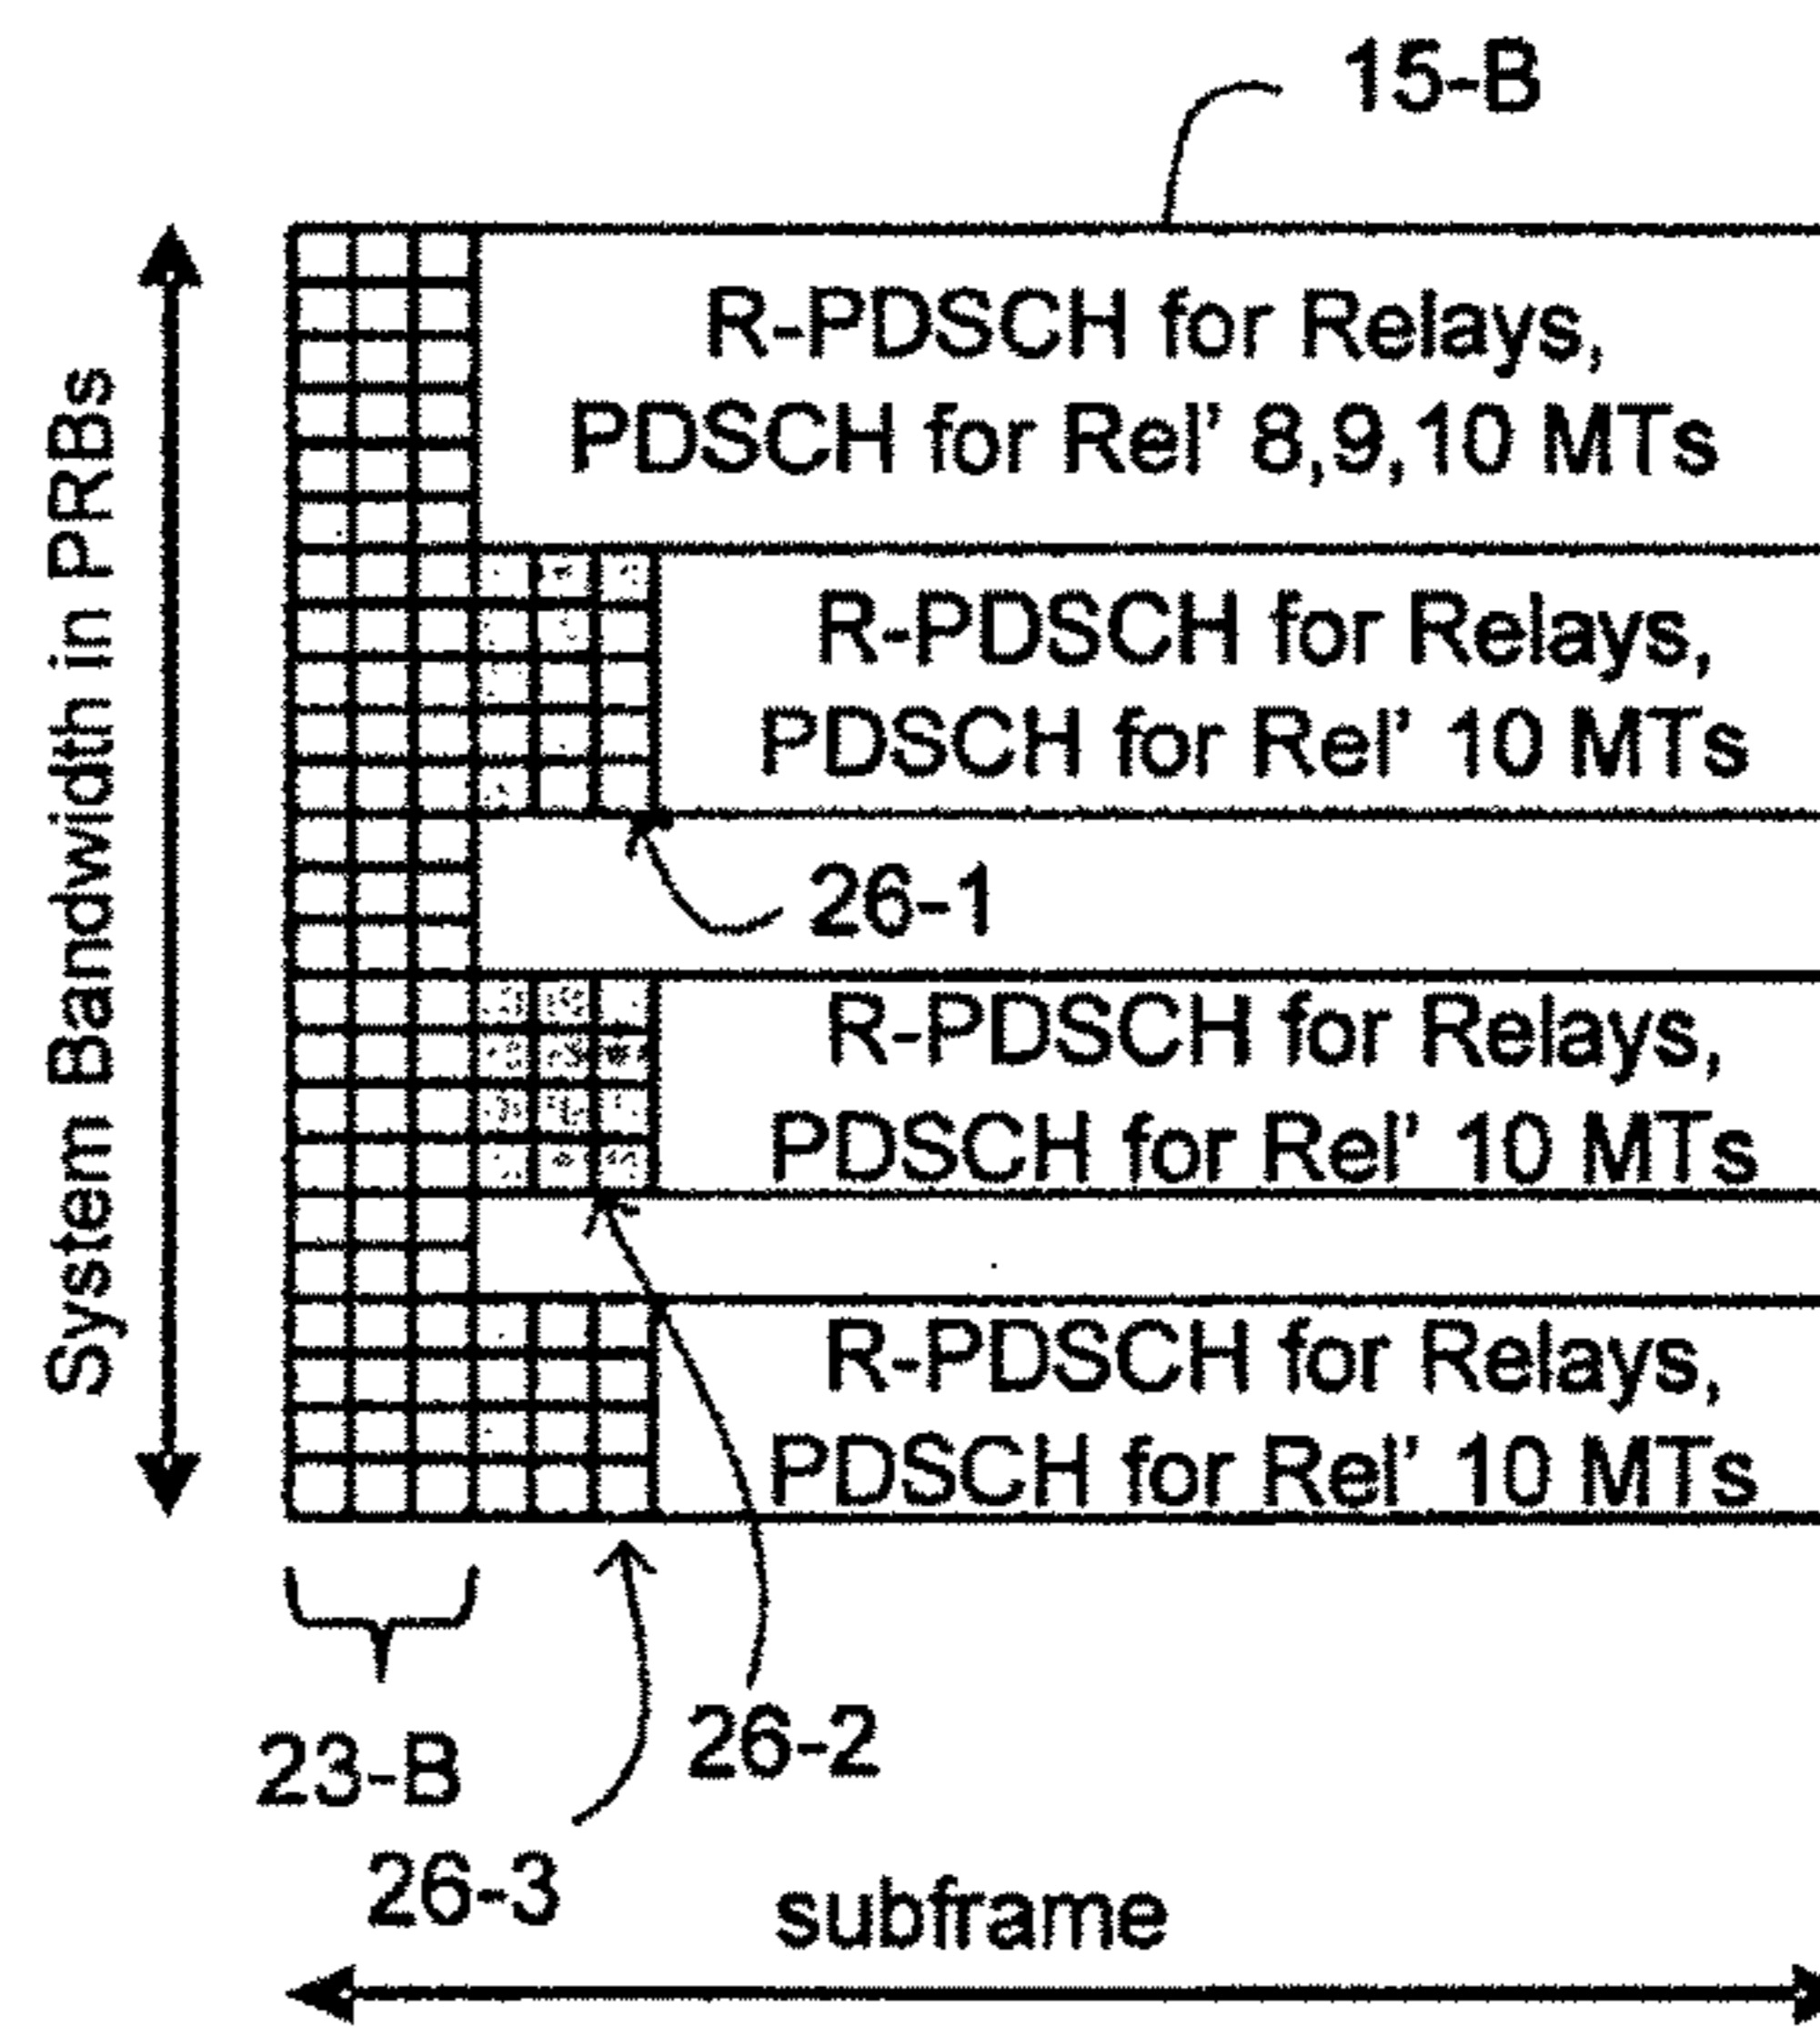 15-B
System Bandwidth in PRBs
R-PDSCH for Relays,
PDSCH for Rel' 8,9,10 MTs
R-PDSCH for Relays,
PDSCH for Rel' 10 MTs
26-1
R-PDSCH for Relays,
PDSCH for Rel' 10 MTs
R-PDSCH for Relays,
PDSCH for Rel' 10 MTs
23-B
26-2
26-3
subframe